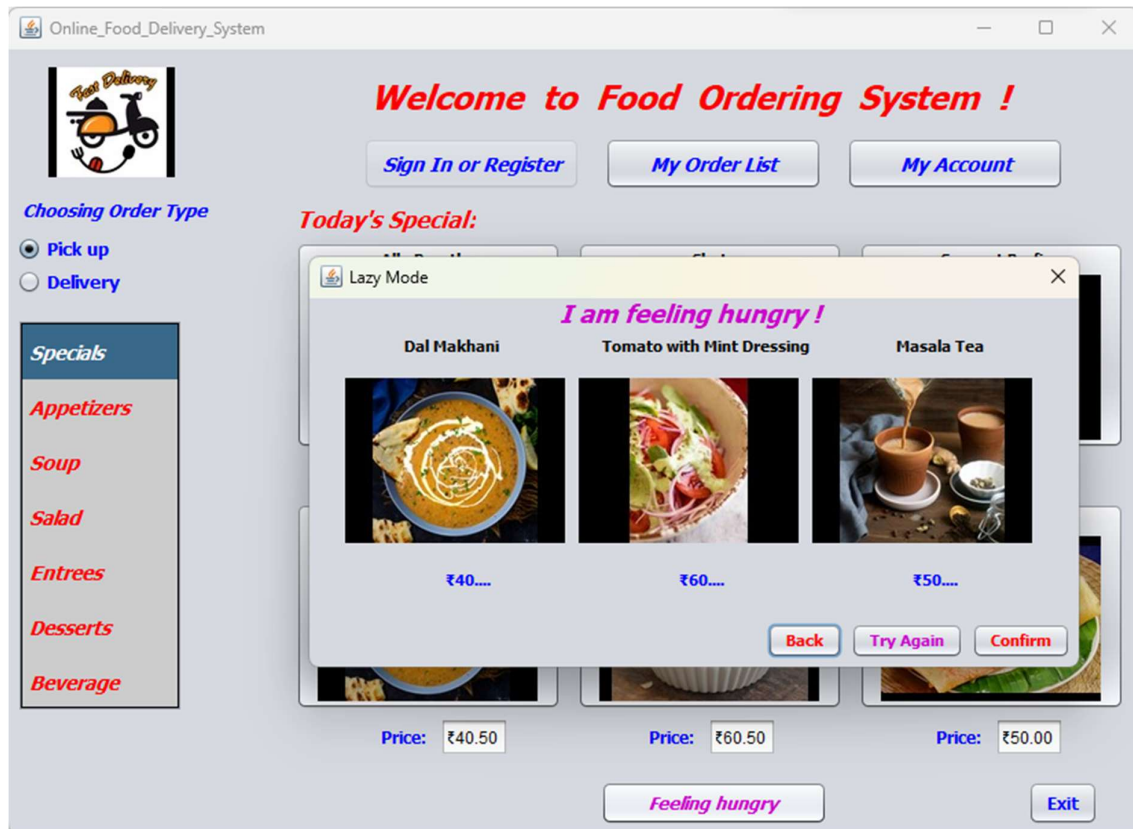 Online_Food_Delivery_System
Fast Delivery
Welcome to Food Ordering System !
Sign In or Register
My Order List
My Account
Choosing Order Type
Today's Special:
Pick up
Delivery
Lazy Mode
I am feeling hungry !
Dal Makhani
Tomato with Mint Dressing
Masala Tea
₹40....
₹60....
₹50....
Back
Try Again
Confirm
Specials
Appetizers
Soup
Salad
Entrees
Desserts
Beverage
Price: ₹40.50
Price: ₹60.50
Price: ₹50.00
Feeling hungry
Exit